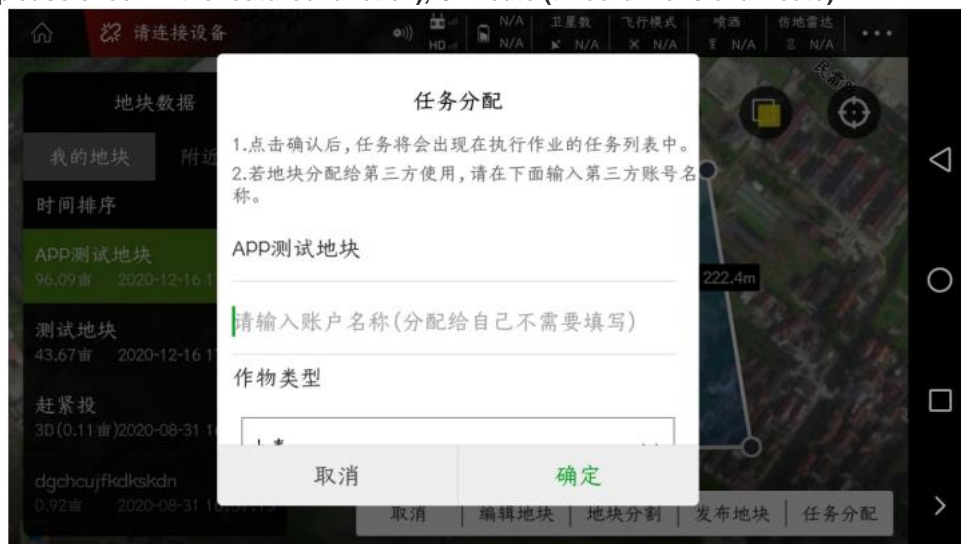 请连接设备
HD
N/A
N/A
卫星数
N/A
飞行模式
N/A
喷洒
N/A
仿地雷达
N/A
地块数据
我的地块
附近
时间排序
APP测试地块
96.09亩 2020-12-16 1
测试地块
43.67亩 2020-12-16 1
赶紧投
3D(0.11亩)2020-08-31 1
dgchcujfkdkskdn
0.92亩 2020-08-31
任务分配
1.点击确认后,任务将会出现在执行作业的任务列表中。
2.若地块分配给第三方使用,请在下面输入第三方账号名
称。
APP测试地块
请输入账户名称(分配给自己不需要填写)
作物类型
取消
确定
222.4m
取消
编辑地块
地块分割
发布地块
任务分配